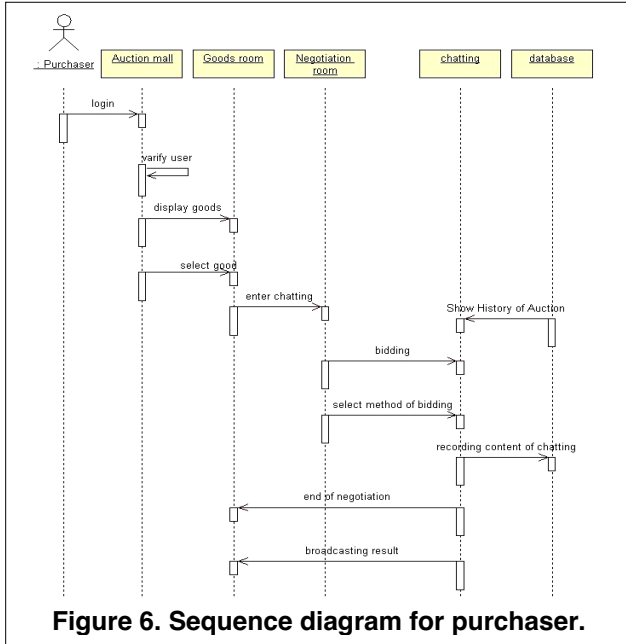 : Purchaser
Auction mall
Goods room
Negotiation
room
chatting
database
login
varify user
display goods
select good
enter chatting
Show History of Auction
bidding
select method of bidding
recording content of chatting
end of negotiation
broadcasting result
Figure 6. Sequence diagram for purchaser.